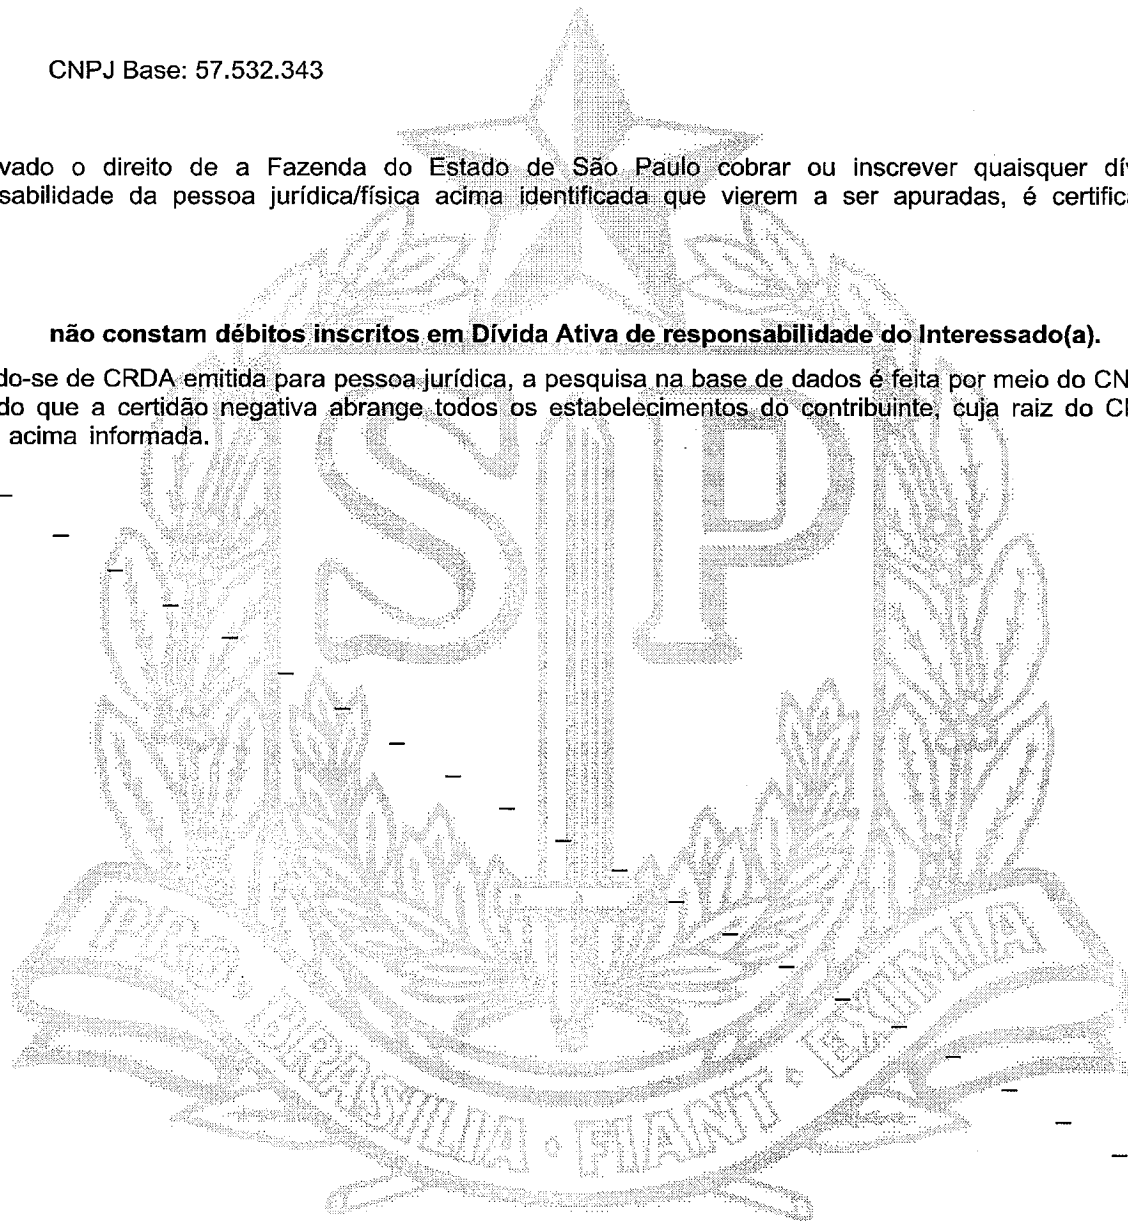 CNPJ Base: 57.532.343
vado o direito de a Fazenda do Estado de São Paulo cobrar ou inscrever quaisquer dív
sabilidade da pessoa jurídica/física acima identificada que vierem a ser apuradas, é certifica
não constam débitos inscritos em Dívida Ativa de responsabilidade do Interessado(a).
do-se de CRDA emitida para pessoa jurídica, a pesquisa na base de dados é feita por meio do CN
do que a certidão negativa abrange todos os estabelecimentos do contribuinte, cuja raiz do C
acima informada.
SP
PRO · BRASILIA · FIANT · EXIMIA